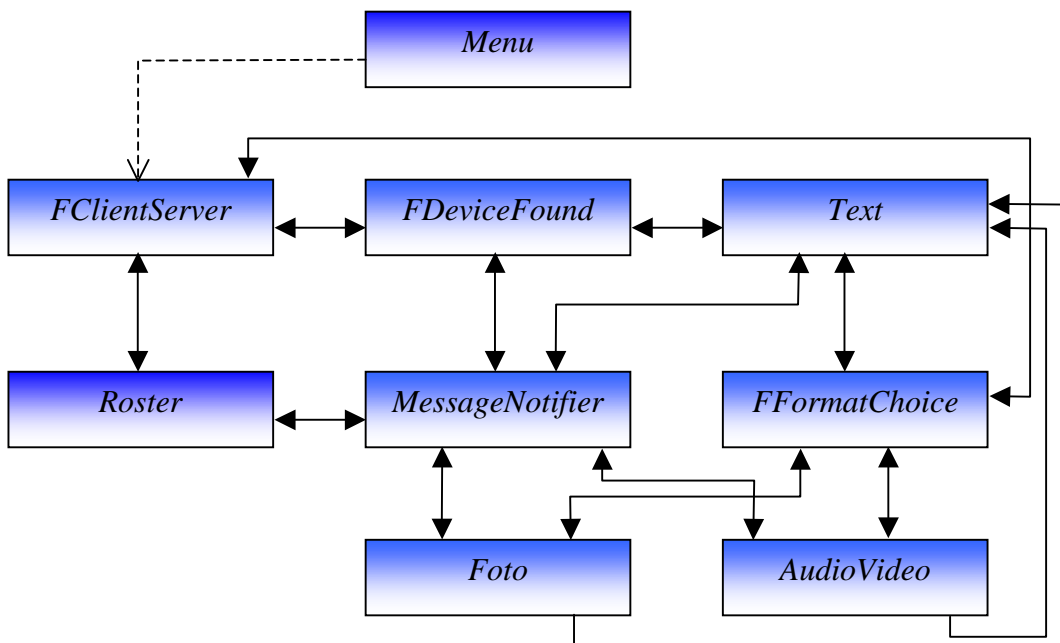 Menu
FClientServer
FDeviceFound
Text
Roster
MessageNotifier
FFormatChoice
Foto
AudioVideo